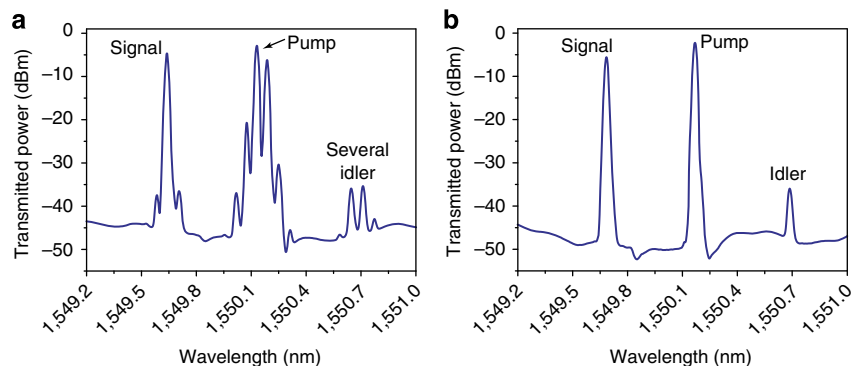 a
Signal
Pump
Several
idler
Transmitted power (dBm)
0
−10
−20
−30
−40
−50
1,549.2
1,549.5
1,549.8
1,550.1
1,550.4
1,550.7
1,551.0
Wavelength (nm)
b
Signal
Pump
Idler
Transmitted power (dBm)
0
−10
−20
−30
−40
−50
1,549.2
1,549.5
1,549.8
1,550.1
1,550.4
1,550.7
1,551.0
Wavelength (nm)